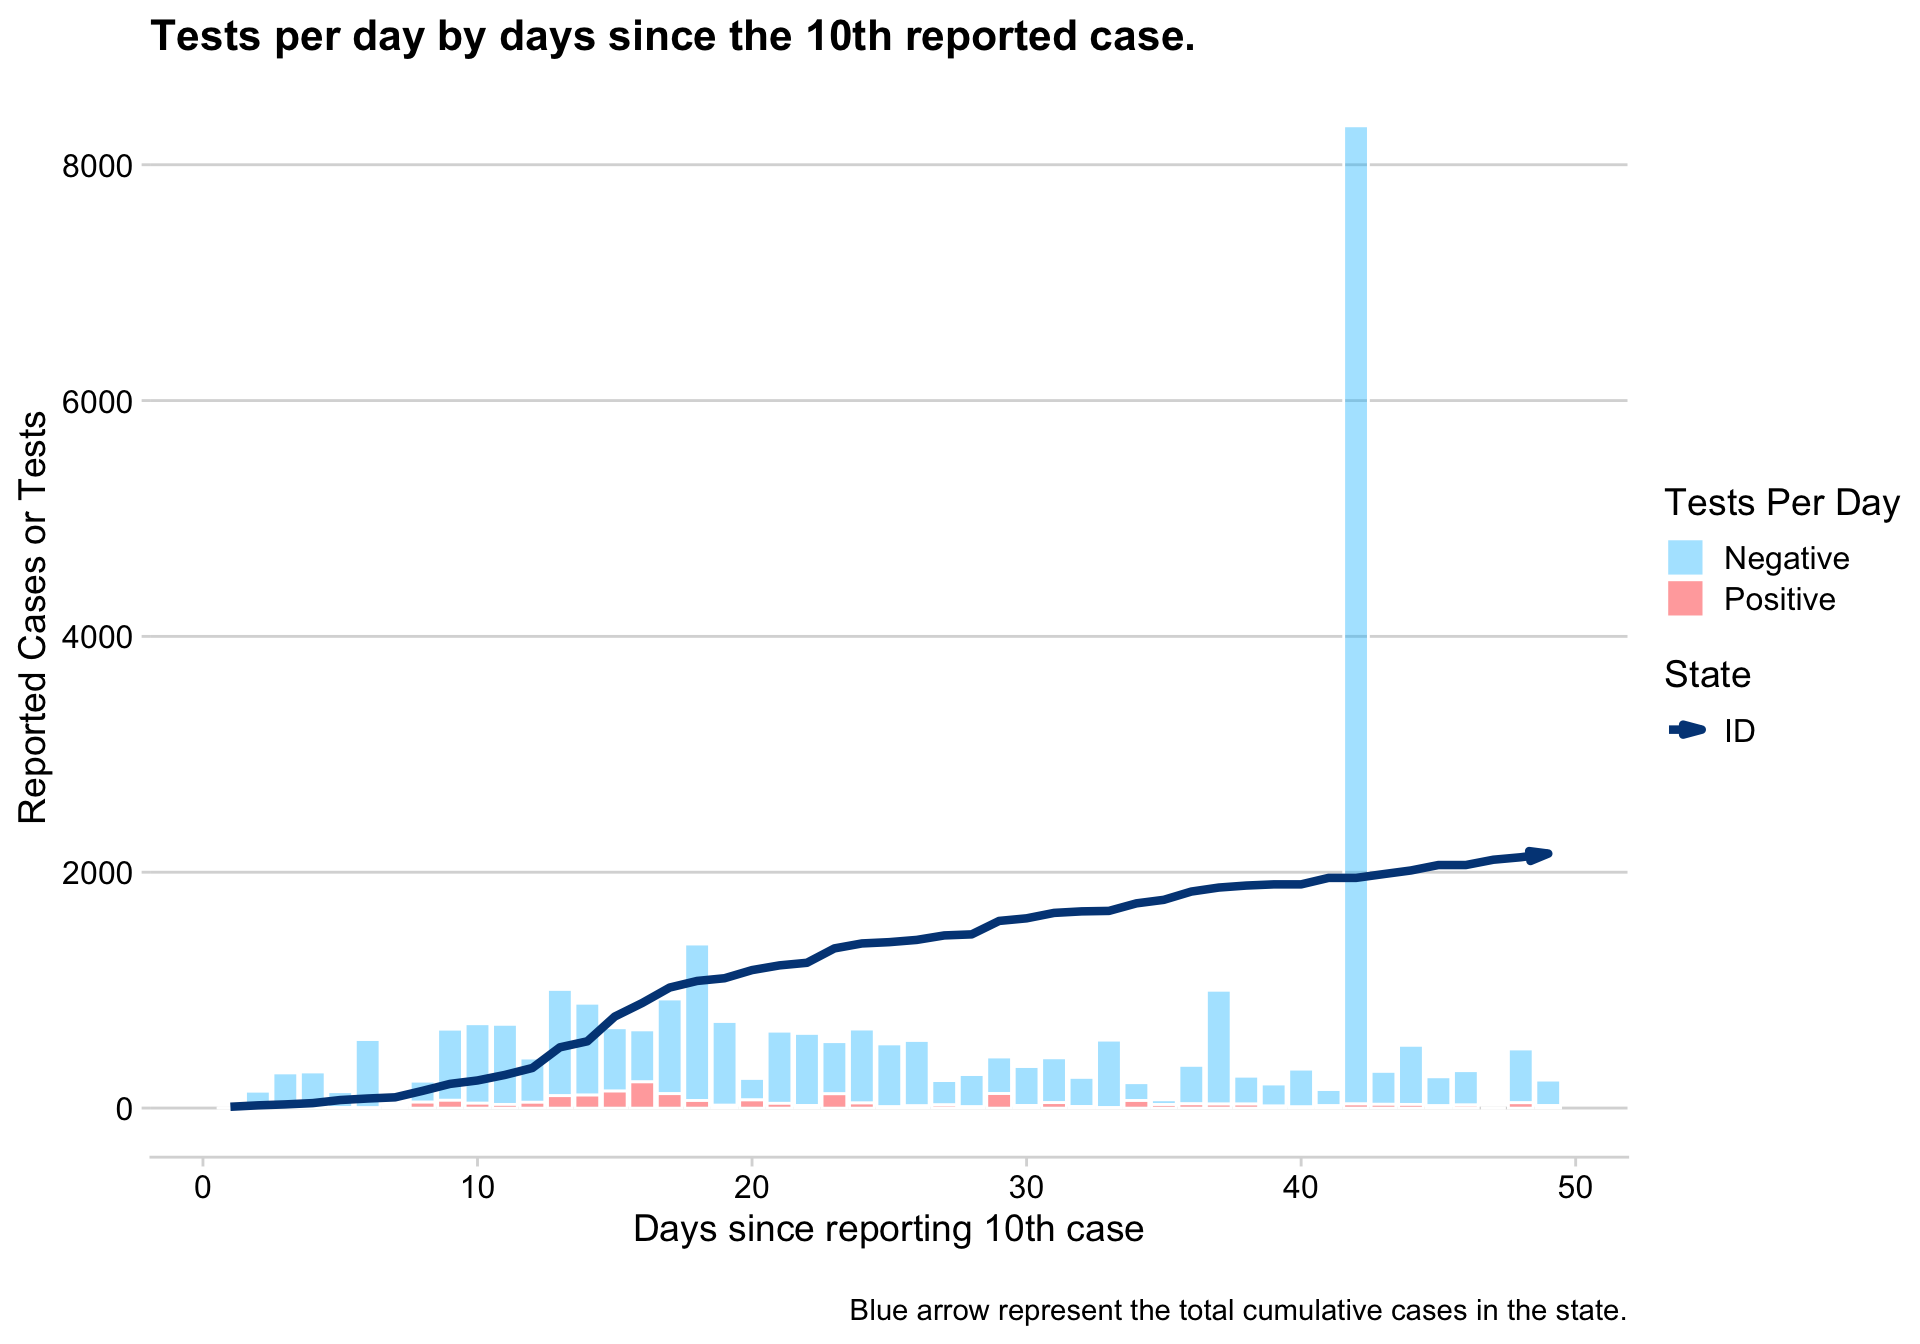 Tests per day by days since the 10th reported case.
Reported Cases or Tests
8000
6000
4000
2000
0
0 10 20 30 40 50
Days since reporting 10th case
Tests Per Day
Negative
Positive
State
ID
Blue arrow represent the total cumulative cases in the state.